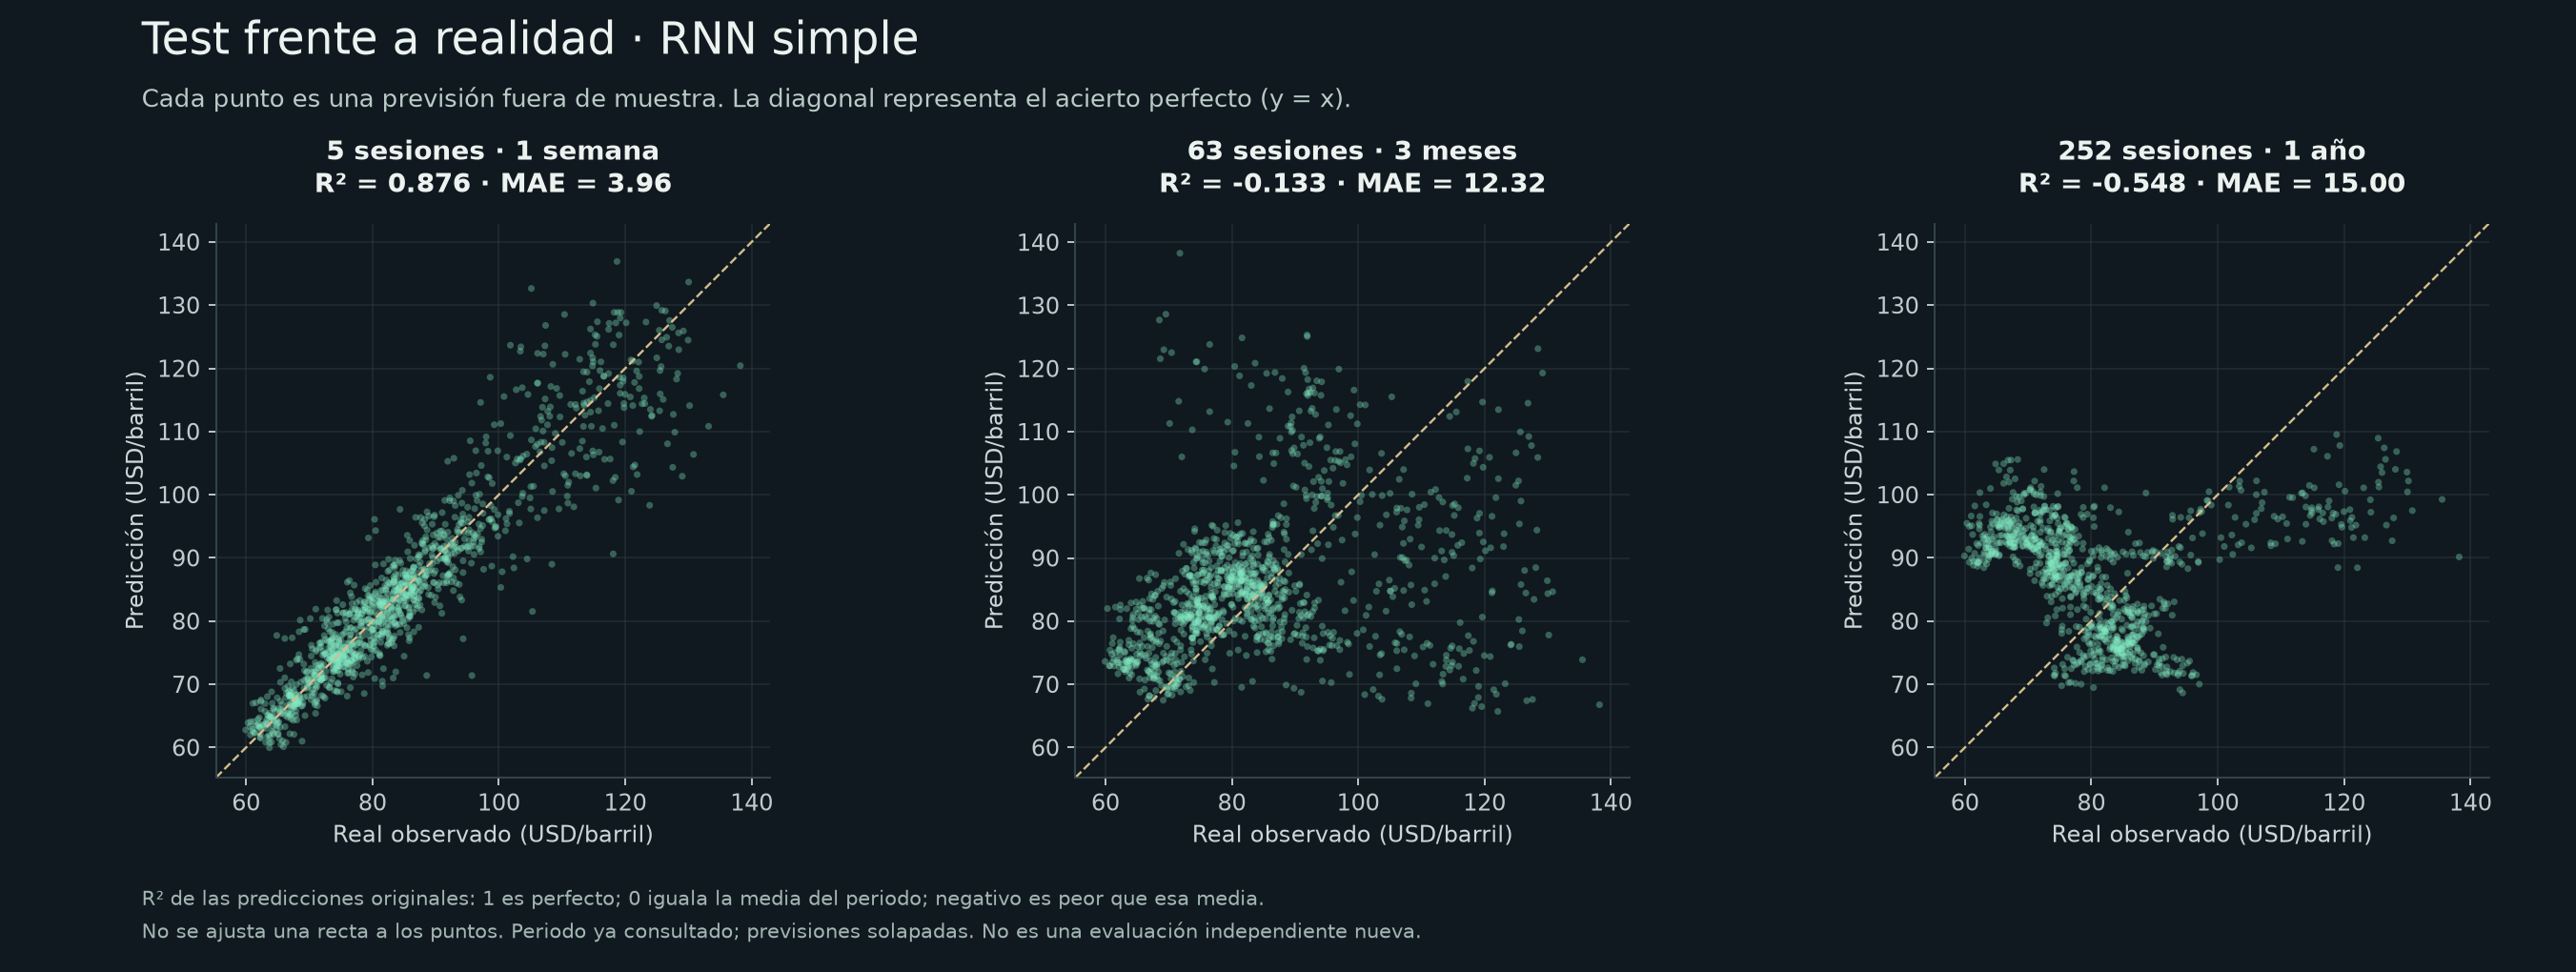 Test frente a realidad · RNN simple
Cada punto es una previsión fuera de muestra. La diagonal representa el acierto perfecto (y = x).
5 sesiones · 1 semana
R² = 0.876 · MAE = 3.96
140
130
120
110
100
90
80
70
60
Predicción (USD/barril)
60 80 100 120 140
Real observado (USD/barril)
63 sesiones · 3 meses
R² = -0.133 · MAE = 12.32
140
130
120
110
100
90
80
70
60
Predicción (USD/barril)
60 80 100 120 140
Real observado (USD/barril)
252 sesiones · 1 año
R² = -0.548 · MAE = 15.00
140
130
120
110
100
90
80
70
60
Predicción (USD/barril)
60 80 100 120 140
Real observado (USD/barril)
R² de las predicciones originales: 1 es perfecto; 0 iguala la media del periodo; negativo es peor que esa media.
No se ajusta una recta a los puntos. Periodo ya consultado; previsiones solapadas. No es una evaluación independiente nueva.